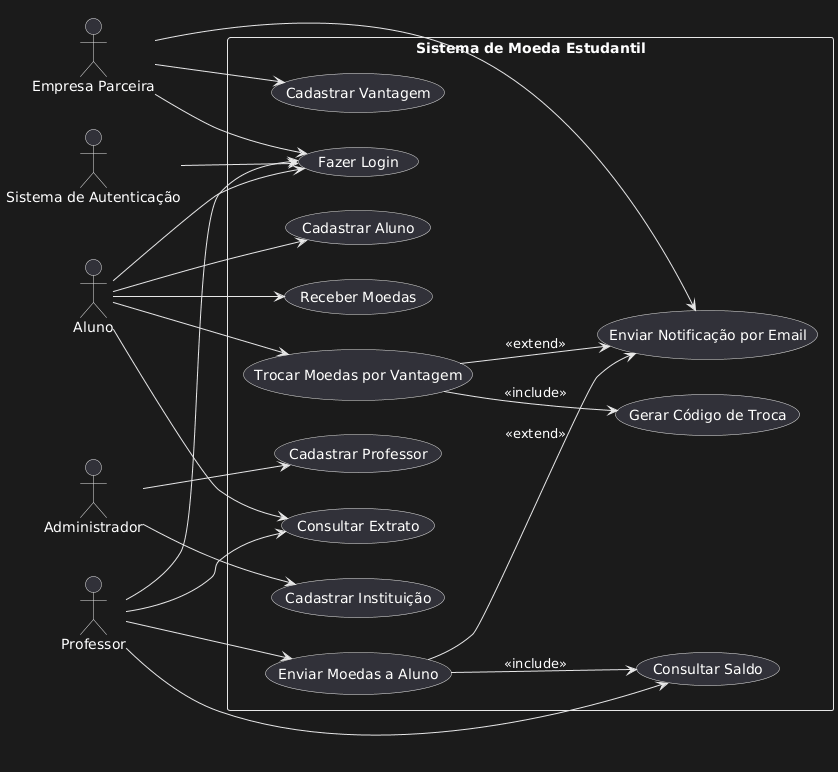 Sistema de Moeda Estudantil
Empresa Parceira
Cadastrar Vantagem
Fazer Login
Sistema de Autenticação
Cadastrar Aluno
Receber Moedas
Aluno
Enviar Notificação por Email
«extend»
Trocar Moedas por Vantagem
«include»
Gerar Código de Troca
«extend»
Cadastrar Professor
Administrador
Consultar Extrato
Cadastrar Instituição
Professor
Enviar Moedas a Aluno
«include»
Consultar Saldo